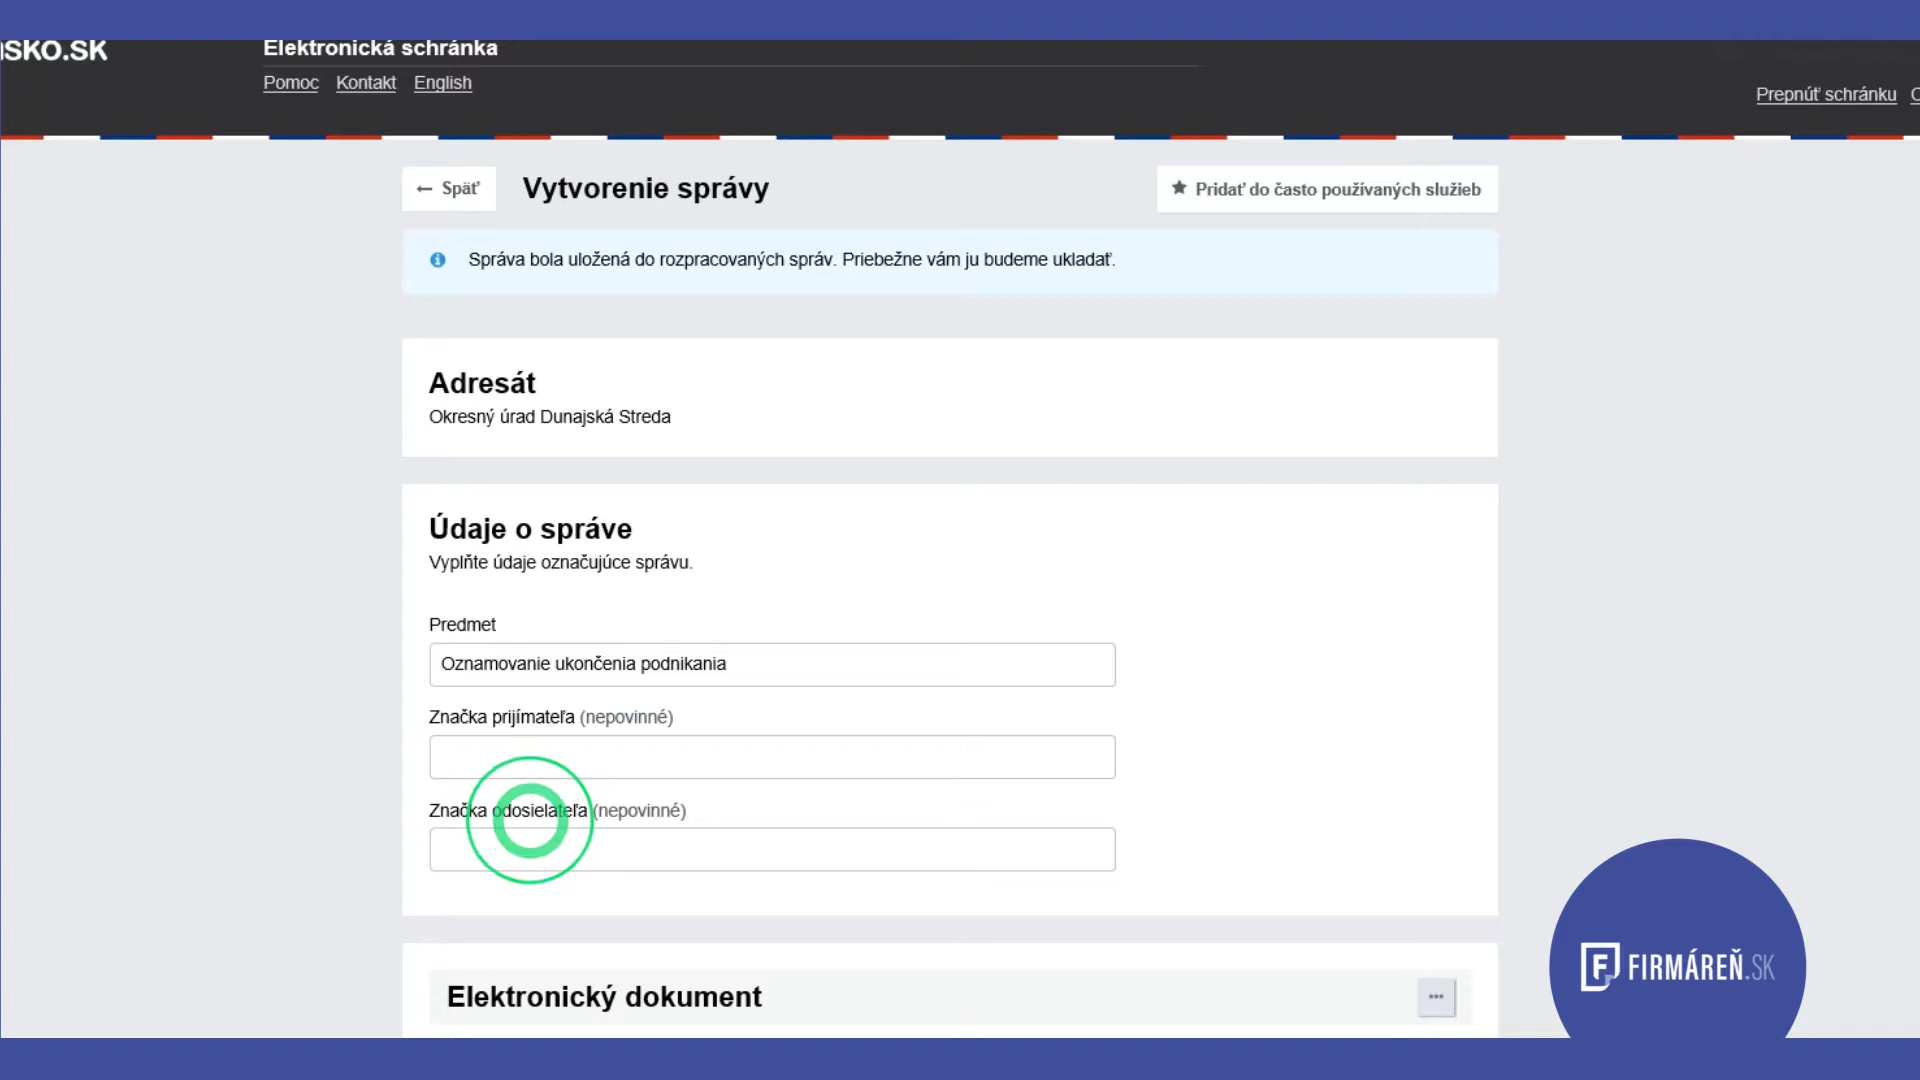 SKO.SK
Elektronická schránka
Pomoc Kontakt English
Prepnúť schránku
← Späť
Vytvorenie správy
★ Pridať do často používaných služieb
Správa bola uložená do rozpracovaných správ. Priebežne vám ju budeme ukladať.
Adresát
Okresný úrad Dunajská Streda
Údaje o správe
Vyplňte údaje označujúce správu.
Predmet
Oznamovanie ukončenia podnikania
Značka prijímateľa (nepovinné)
Značka odosielateľa (nepovinné)
Elektronický dokument
FIRMÁREŇ.SK